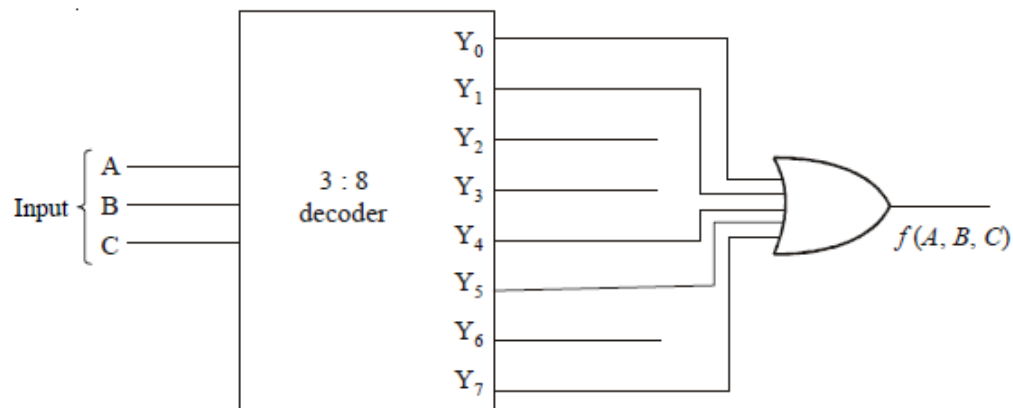 Input
A
B
C
3 : 8
decoder
Y₀
Y₁
Y₂
Y₃
Y₄
Y₅
Y₆
Y₇
f (A, B, C)